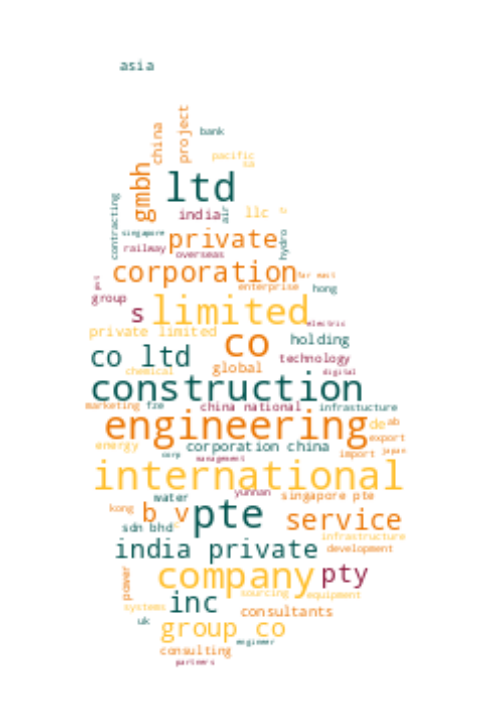 asia
china
project
bank
pacific
sa
gmbh
ltd
contracting
india
air
llc
singapore
private
hydro
railway
overseas
corporation
far east
enterprise
hong
group
s
limited
electric
private limited
co
holding
co ltd
technology
global
chemical
digital
construction
marketing
fze
china national
infrastucture
engineering
de
ab
export
energy
corporation china
import
japan
corp
management
international
water
yunnan
singapore pte
kong
b v
pte
service
sdn bhd
infrastructure
india private
development
power
company
pty
sourcing
equipment
systems
inc
consultants
uk
group co
engineer
consulting
partners